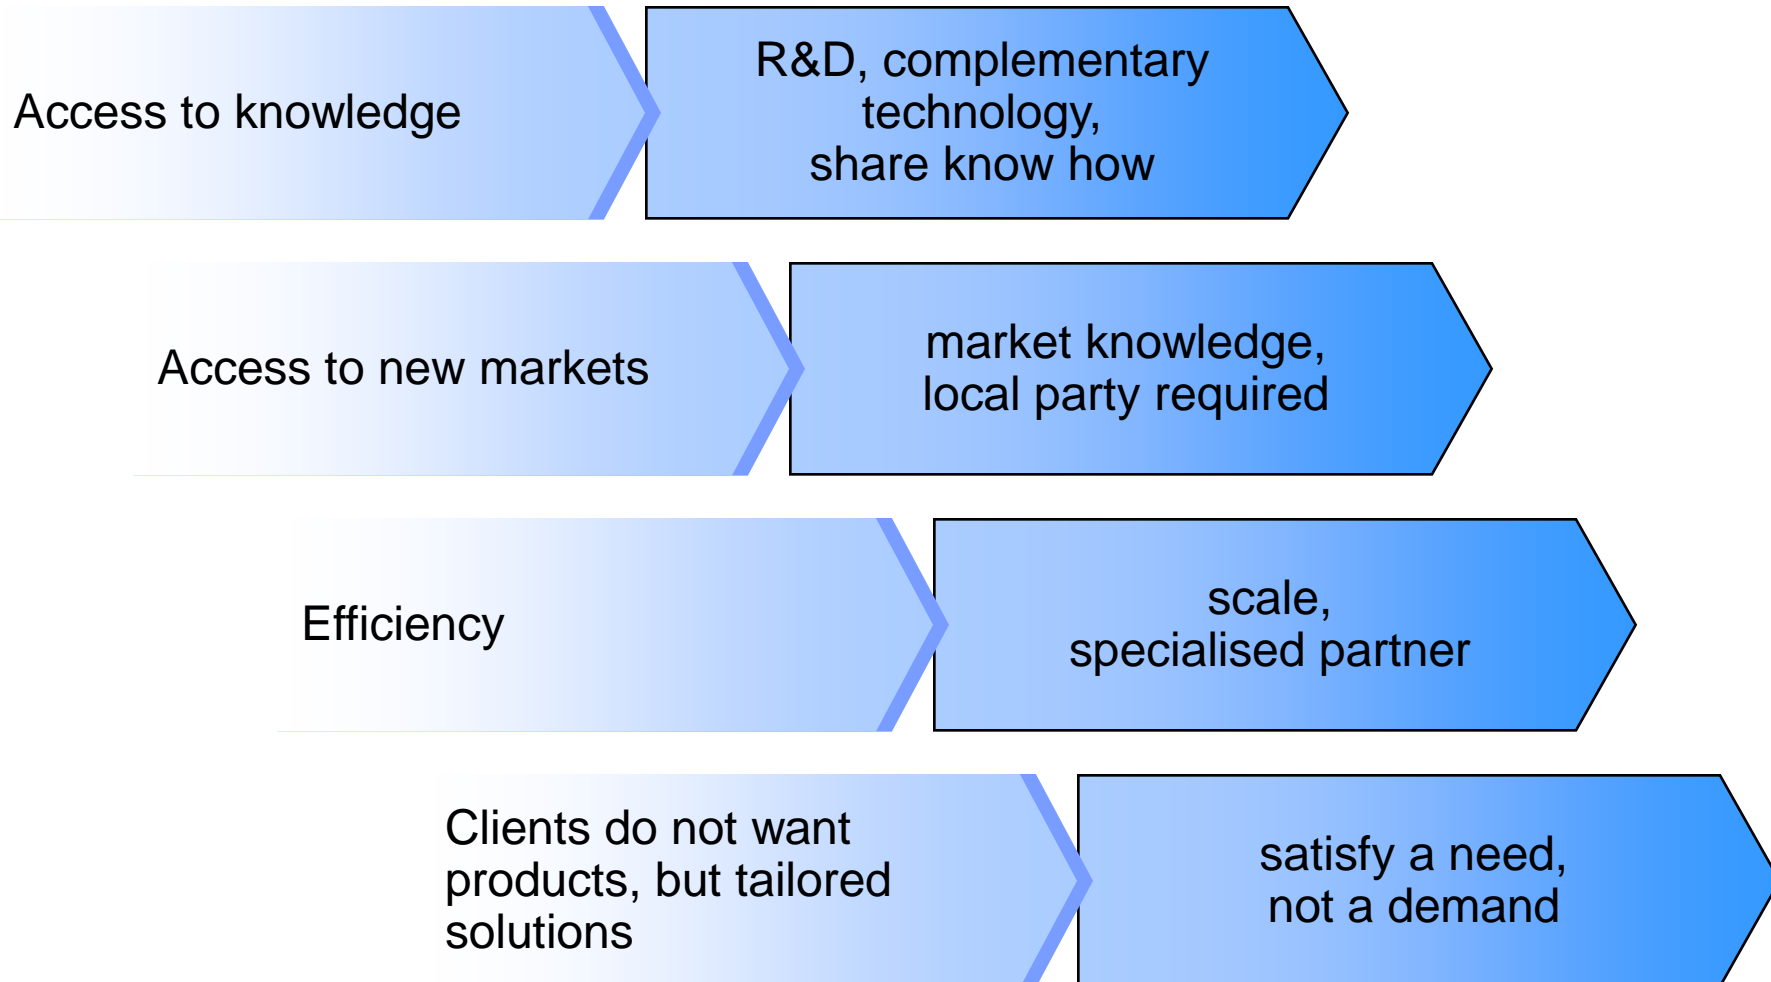 Access to knowledge
R&D, complementary
technology,
share know how
Access to new markets
market knowledge,
local party required
Efficiency
scale,
specialised partner
Clients do not want
products, but tailored
solutions
satisfy a need,
not a demand